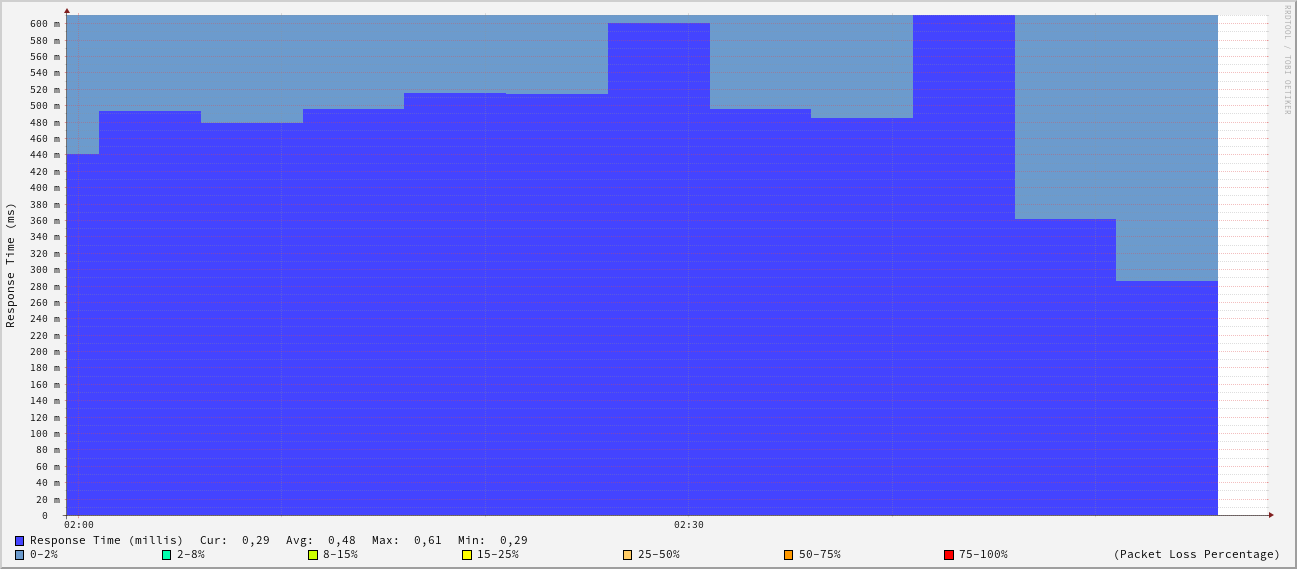 RRDTOOL / TOBI OETIKER
Response Time (ms)
600 m
580 m
560 m
540 m
520 m
500 m
480 m
460 m
440 m
420 m
400 m
380 m
360 m
340 m
320 m
300 m
280 m
260 m
240 m
220 m
200 m
180 m
160 m
140 m
120 m
100 m
80 m
60 m
40 m
20 m
0
02:00 02:30
Response Time (millis) Cur: 0,29 Avg: 0,48 Max: 0,61 Min: 0,29
0-2% 2-8% 8-15% 15-25% 25-50% 50-75% 75-100% (Packet Loss Percentage)